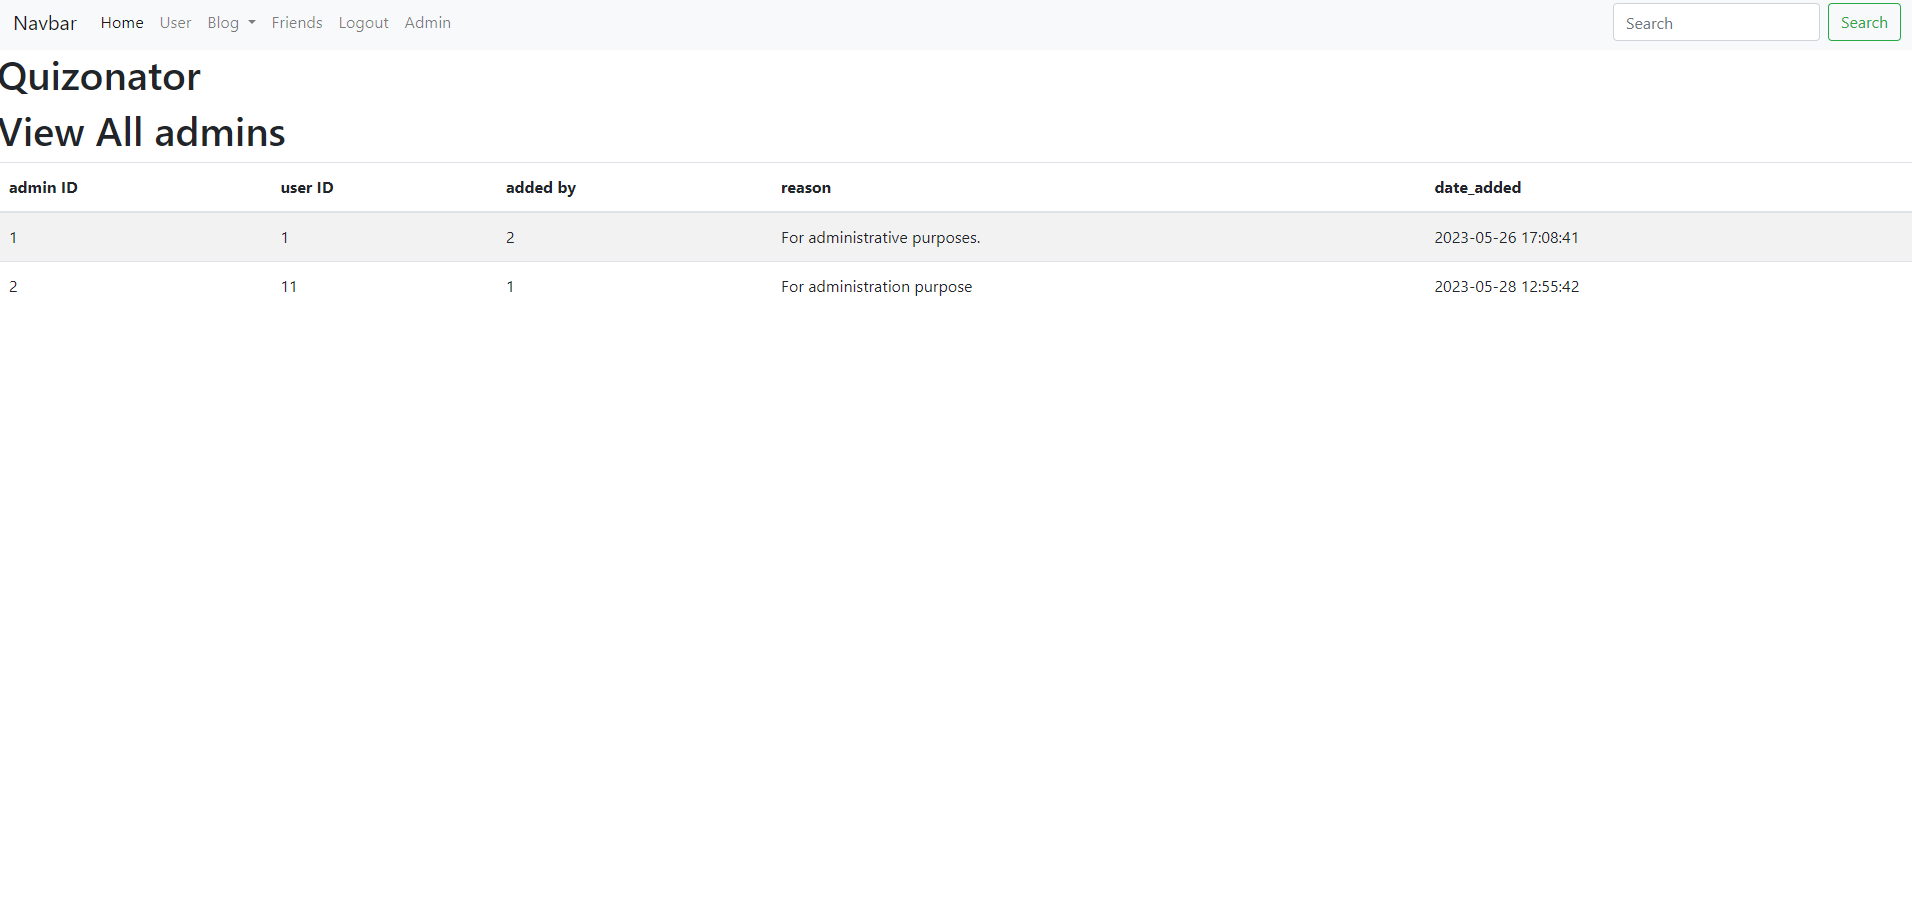 Navbar Home User Blog Friends Logout Admin Search Search
Quizonator
View All admins
admin ID user ID added by reason date_added
1 1 2 For administrative purposes. 2023-05-26 17:08:41
2 11 1 For administration purpose 2023-05-28 12:55:42